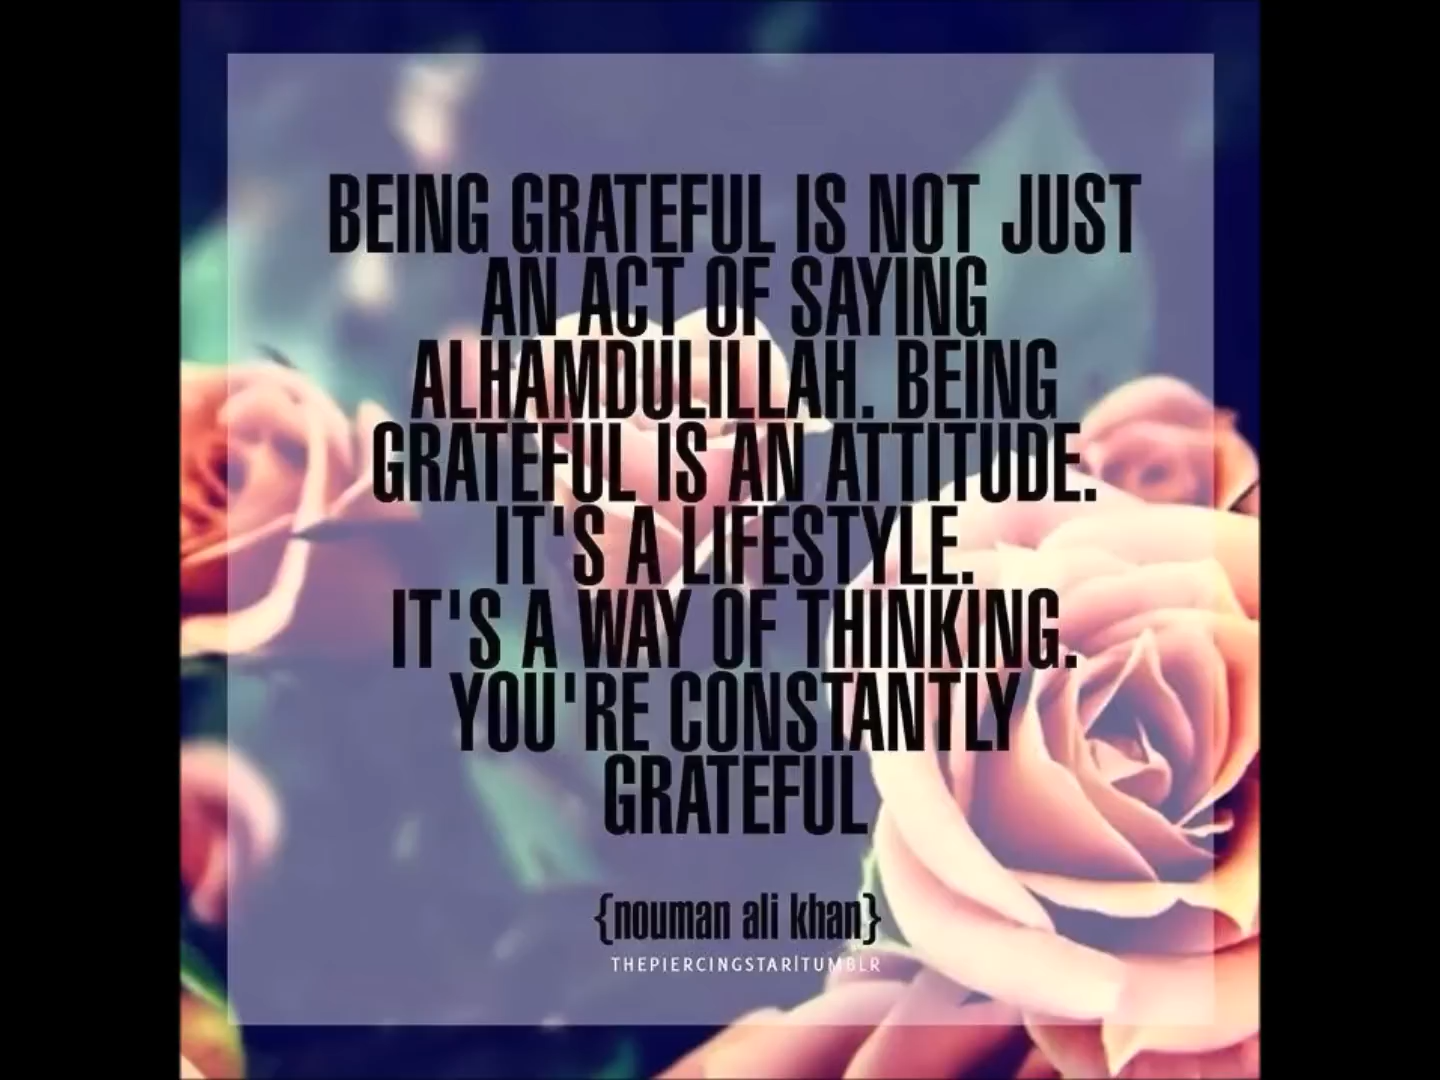 BEING GRATEFUL IS NOT JUST
AN ACT OF SAYING
ALHAMDULILLAH. BEING
GRATEFUL IS AN ATTITUDE.
IT'S A LIFESTYLE.
IT'S A WAY OF THINKING.
YOU'RE CONSTANTLY
GRATEFUL
{nouman ali khan}
THEPIERCINGSTAR|TUMBLR